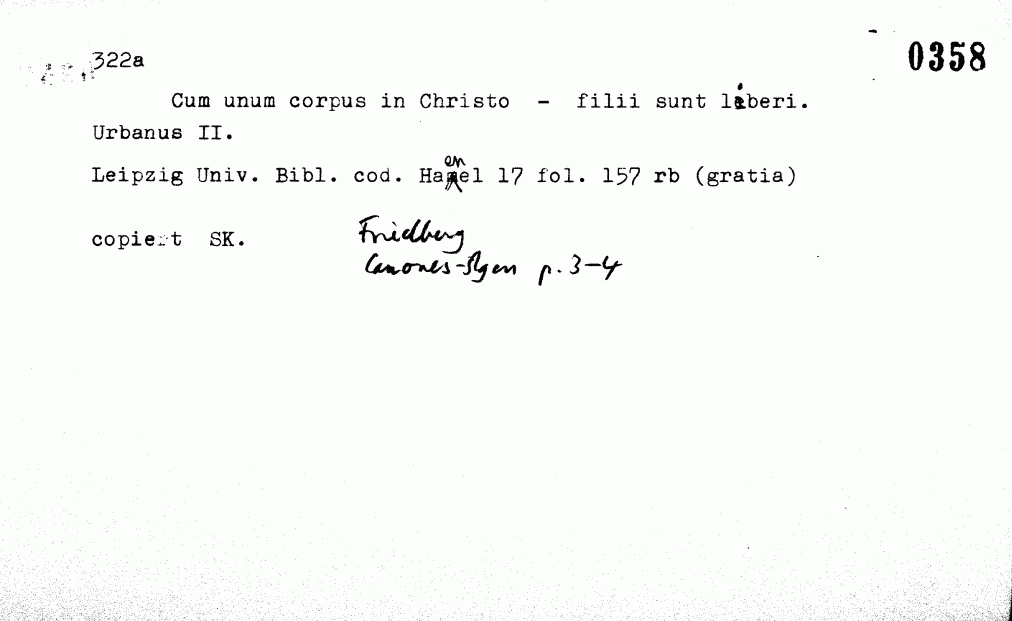 322a
0358
Cum unum corpus in Christo - filii sunt liberi.
Urbanus II.
Leipzig Univ. Bibl. cod. Haenel 17 fol. 157 rb (gratia)
copiert SK.
Friedberg
Canones-Slgen p. 3-4